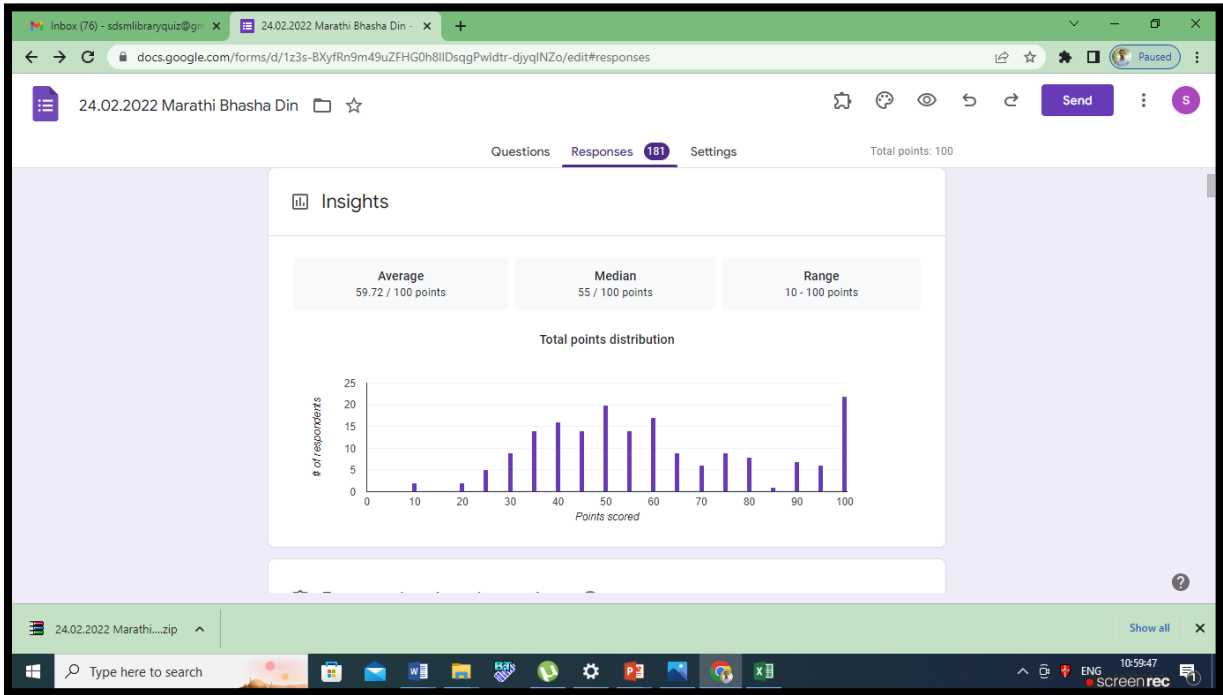 Inbox (76) - sdsmlibraryquiz@gm
24.02.2022 Marathi Bhasha Din -
docs.google.com/forms/d/1z3s-BXyfRn9m49uZFHG0h8IIDsqgPwldtr-djyqINZo/edit#responses
Paused
24.02.2022 Marathi Bhasha Din
Send
S
Questions Responses 181 Settings Total points: 100
Insights
Average Median Range
59.72 / 100 points 55 / 100 points 10 - 100 points
Total points distribution
# of respondents
25
20
15
10
5
0
0 10 20 30 40 50 60 70 80 90 100
Points scored
24.02.2022 Marathi....zip
Show all
Type here to search
ENG
10:59:47
screenrec